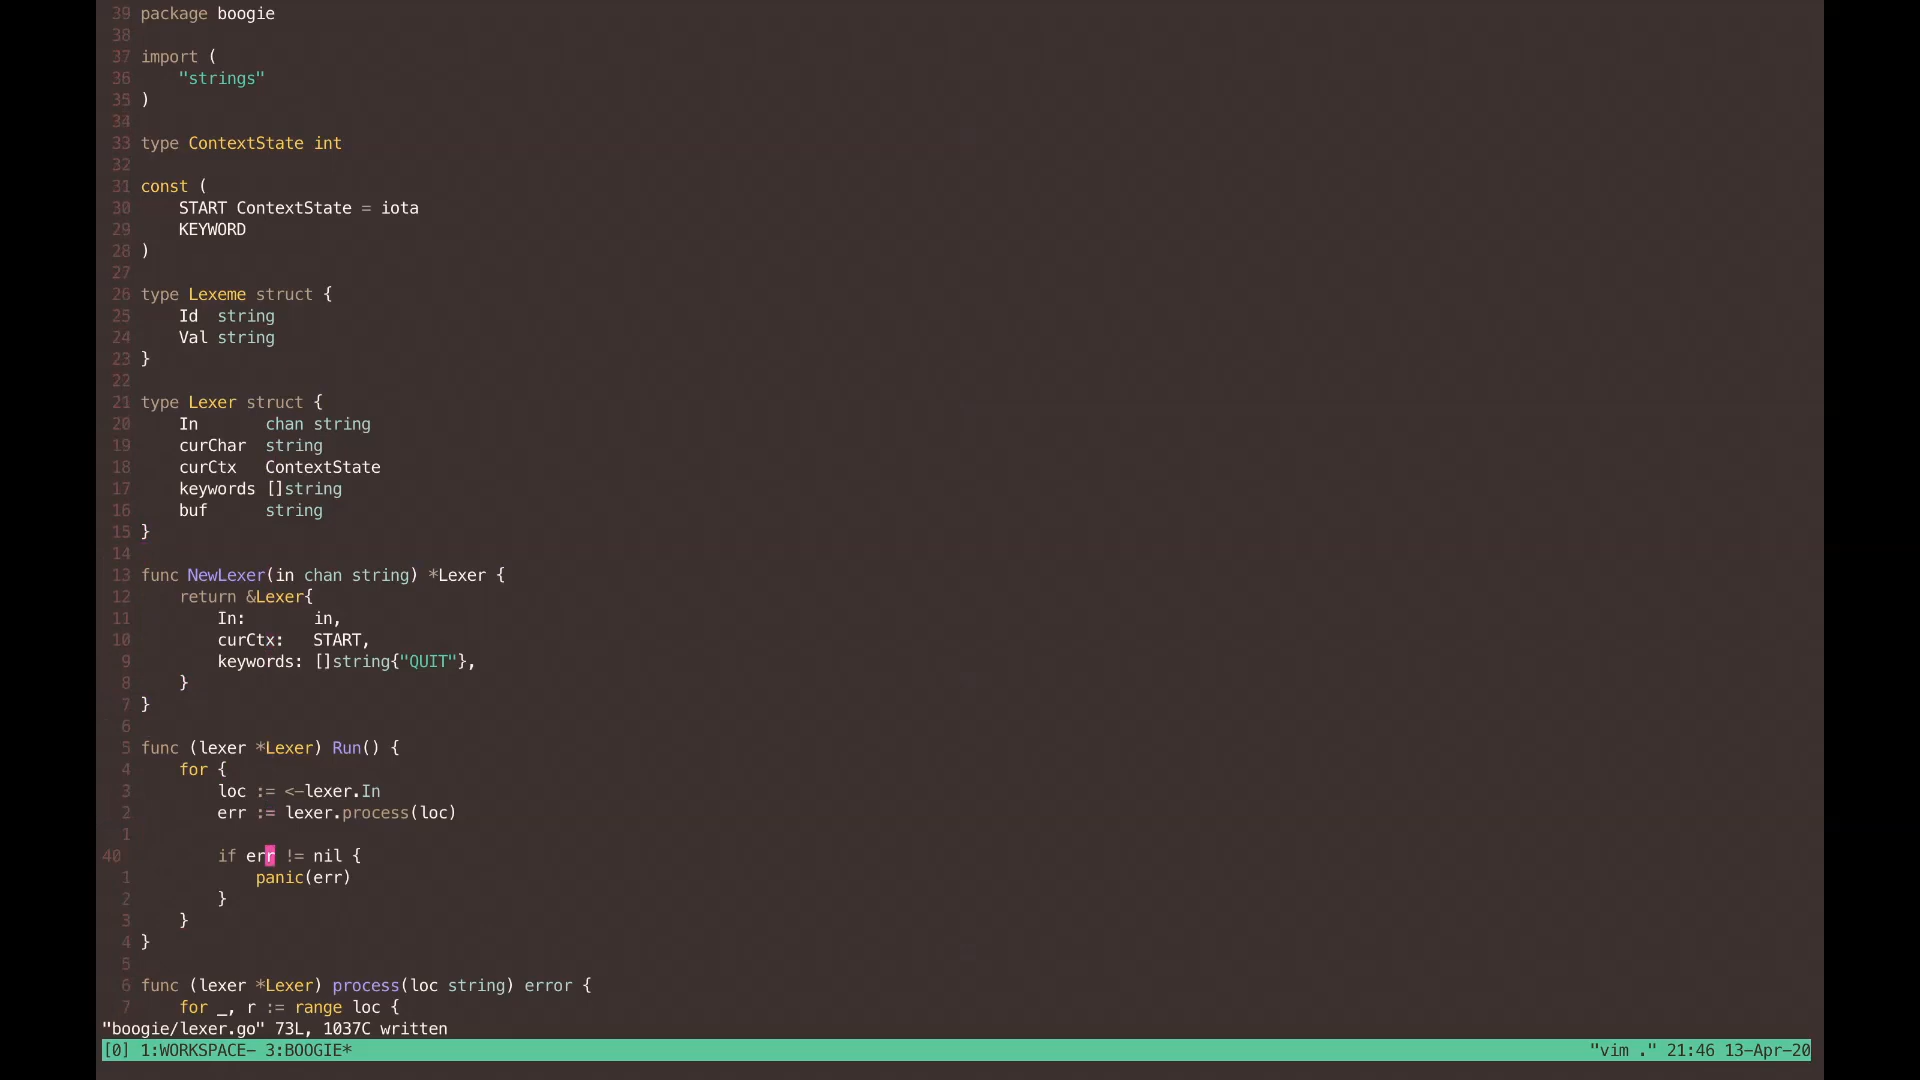 39 package boogie
38
37 import (
36     "strings"
35 )
34
33 type ContextState int
32
31 const (
30     START ContextState = iota
29     KEYWORD
28 )
27
26 type Lexeme struct {
25     Id  string
24     Val string
23 }
22
21 type Lexer struct {
20     In       chan string
19     curChar  string
18     curCtx   ContextState
17     keywords []string
16     buf      string
15 }
14
13 func NewLexer(in chan string) *Lexer {
12     return &Lexer{
11         In:       in,
10         curCtx:   START,
9         keywords: []string{"QUIT"},
8     }
7 }
6
5 func (lexer *Lexer) Run() {
4     for {
3         loc := <-lexer.In
2         err := lexer.process(loc)
1
40         if err != nil {
1             panic(err)
2         }
3     }
4 }
5
6 func (lexer *Lexer) process(loc string) error {
7     for _, r := range loc {
"boogie/lexer.go" 73L, 1037C written
[0] 1:WORKSPACE- 3:BOOGIE* "vim ." 21:46 13-Apr-20